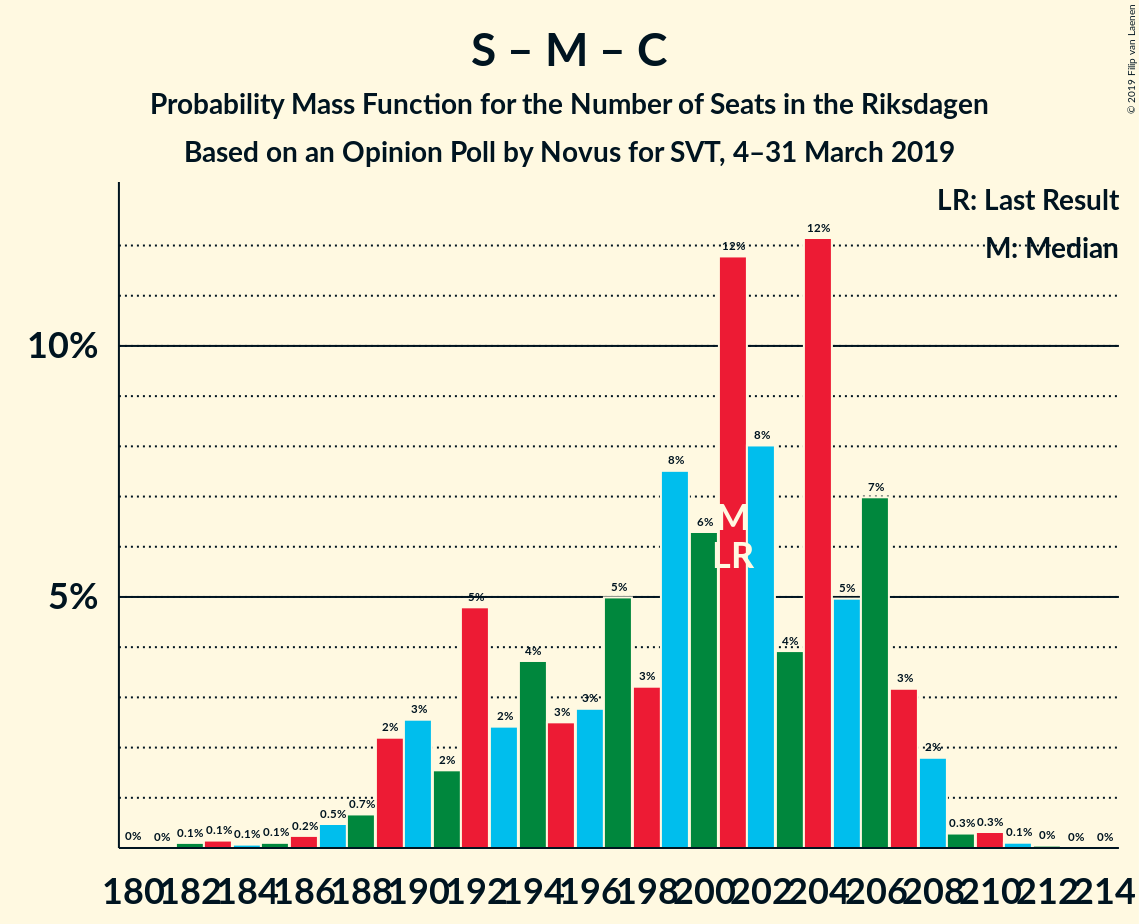 S – M – C
Probability Mass Function for the Number of Seats in the Riksdagen
Based on an Opinion Poll by Novus for SVT, 4–31 March 2019
© 2019 Filip van Laenen
LR: Last Result
M: Median
10%
5%
0% 0% 0.1% 0.1% 0.1% 0.1% 0.2% 0.5% 0.7% 2% 3% 2% 5% 2% 4% 3% 3% 5% 3% 8% 6% 12% 8% 4% 12% 5% 7% 3% 2% 0.3% 0.3% 0.1% 0% 0% 0%
M
LR
180 182 184 186 188 190 192 194 196 198 200 202 204 206 208 210 212 214